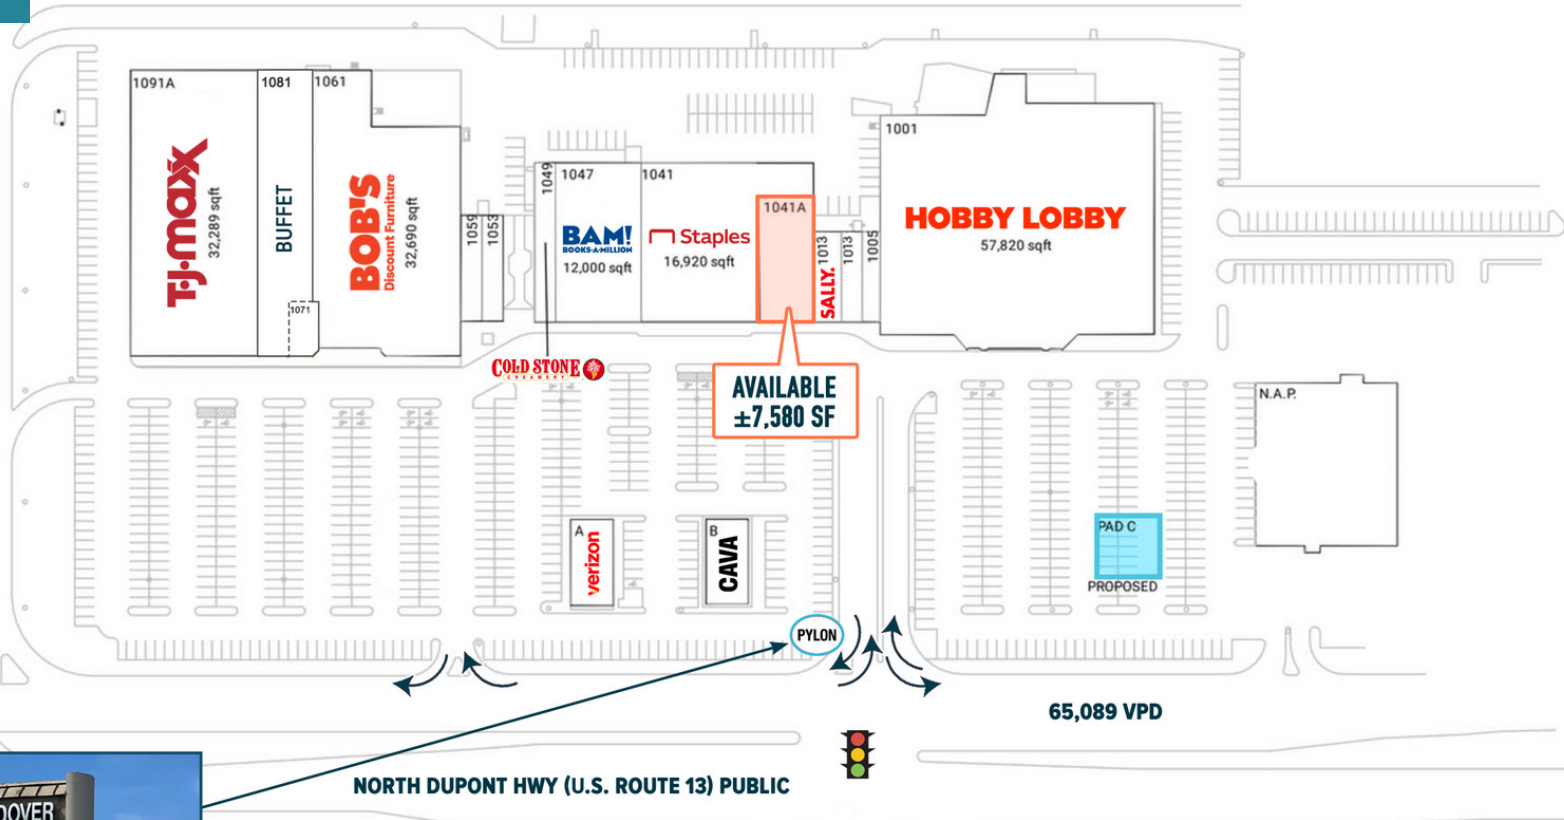 1091A
1081
1061
T·J·maxx
32,289 sqft
BUFFET
BOB'S
Discount Furniture
32,690 sqft
1071
1059
1053
1049
1047
1041
BAM!
BOOKS·A·MILLION
12,000 sqft
Staples
16,920 sqft
1041A
1013
SALLY.
1013
1005
1001
HOBBY LOBBY
57,820 sqft
COLD STONE
CREAMERY
AVAILABLE
±7,580 SF
N.A.P.
A
verizon
B
CAVA
PAD C
PROPOSED
PYLON
65,089 VPD
NORTH DUPONT HWY (U.S. ROUTE 13) PUBLIC
DOVER